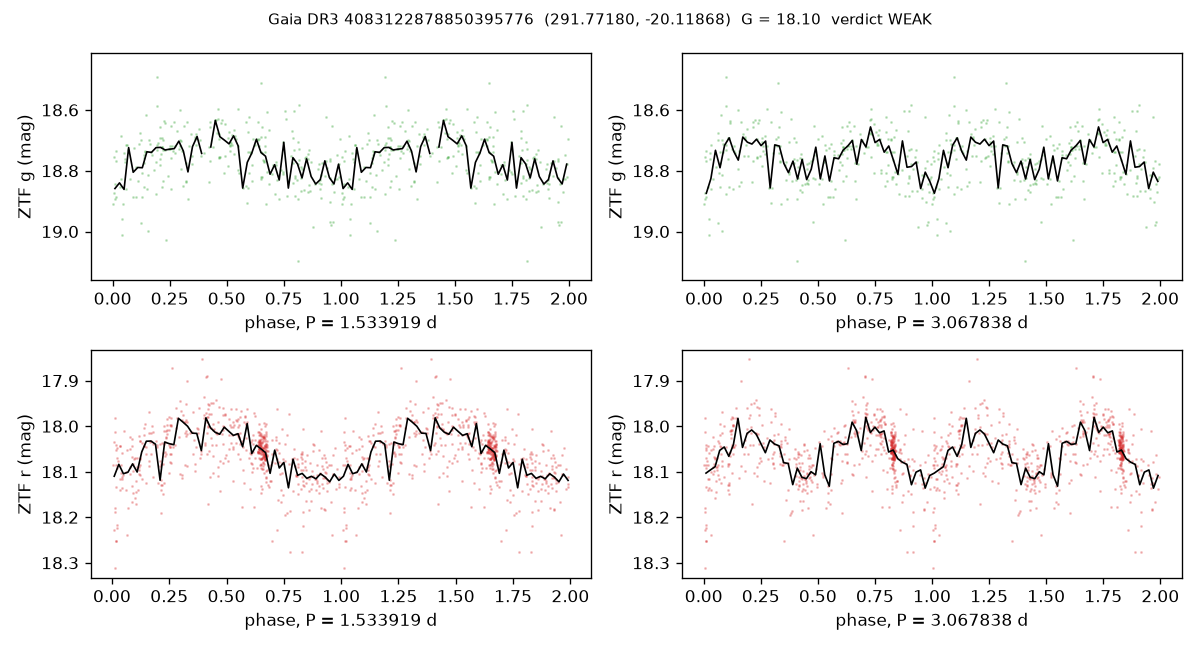 Gaia DR3 4083122878850395776  (291.77180, -20.11868)  G = 18.10  verdict WEAK
ZTF g (mag)
18.6
18.8
19.0
0.00 0.25 0.50 0.75 1.00 1.25 1.50 1.75 2.00
phase, P = 1.533919 d
ZTF g (mag)
18.6
18.8
19.0
0.00 0.25 0.50 0.75 1.00 1.25 1.50 1.75 2.00
phase, P = 3.067838 d
ZTF r (mag)
17.9
18.0
18.1
18.2
18.3
0.00 0.25 0.50 0.75 1.00 1.25 1.50 1.75 2.00
phase, P = 1.533919 d
ZTF r (mag)
17.9
18.0
18.1
18.2
18.3
0.00 0.25 0.50 0.75 1.00 1.25 1.50 1.75 2.00
phase, P = 3.067838 d